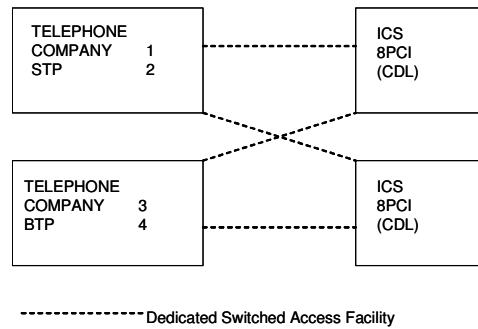 TELEPHONE
COMPANY 1
STP 2
ICS
8PCI
(CDL)
TELEPHONE
COMPANY 3
BTP 4
ICS
8PCI
(CDL)
Dedicated Switched Access Facility